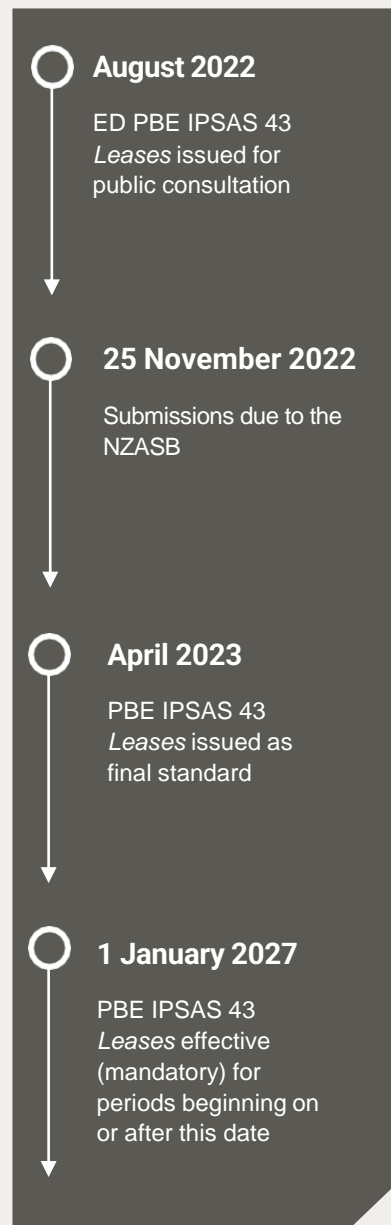 August 2022
ED PBE IPSAS 43
Leases issued for
public consultation
25 November 2022
Submissions due to the
NZASB
April 2023
PBE IPSAS 43
Leases issued as
final standard
1 January 2027
PBE IPSAS 43
Leases effective
(mandatory) for
periods beginning on
or after this date